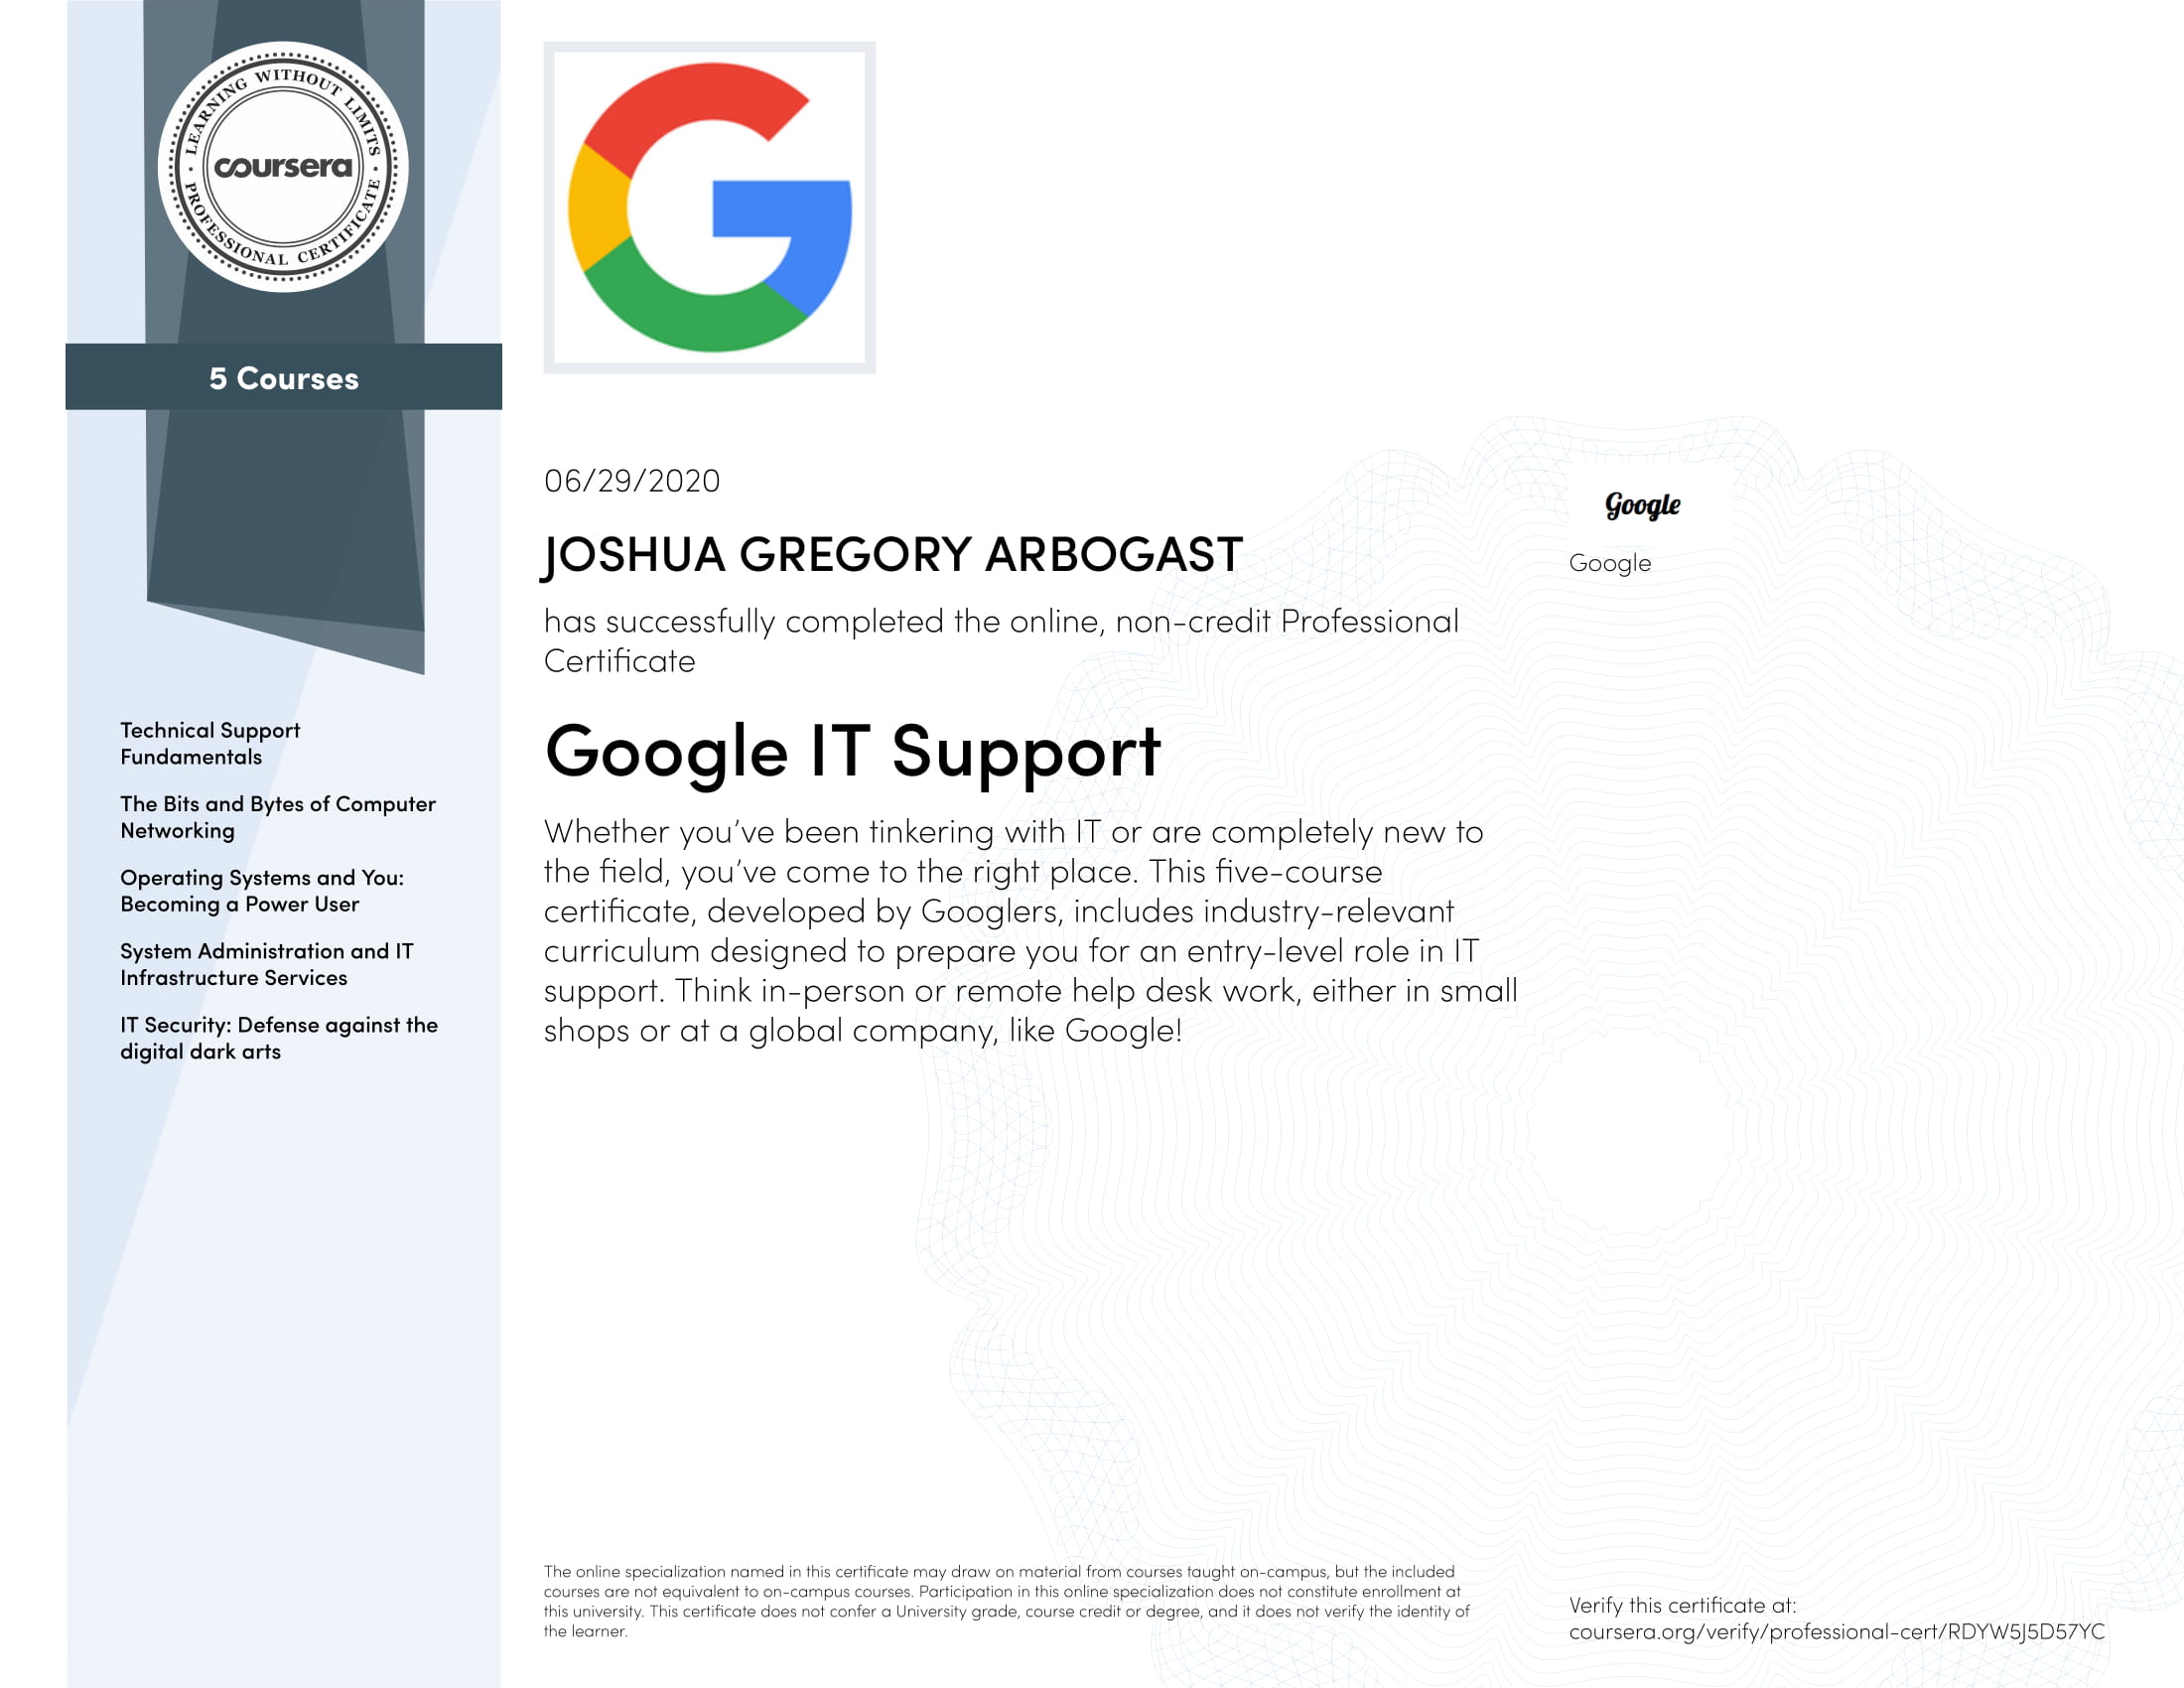 LEARNING WITHOUT LIMITS
coursera
PROFESSIONAL CERTIFICATE
5 Courses
Technical Support
Fundamentals
The Bits and Bytes of Computer
Networking
Operating Systems and You:
Becoming a Power User
System Administration and IT
Infrastructure Services
IT Security: Defense against the
digital dark arts
06/29/2020
JOSHUA GREGORY ARBOGAST
has successfully completed the online, non-credit Professional
Certificate
Google IT Support
Whether you've been tinkering with IT or are completely new to
the field, you've come to the right place. This five-course
certificate, developed by Googlers, includes industry-relevant
curriculum designed to prepare you for an entry-level role in IT
support. Think in-person or remote help desk work, either in small
shops or at a global company, like Google!
Google
Google
The online specialization named in this certificate may draw on material from courses taught on-campus, but the included
courses are not equivalent to on-campus courses. Participation in this online specialization does not constitute enrollment at
this university. This certificate does not confer a University grade, course credit or degree, and it does not verify the identity of
the learner.
Verify this certificate at:
coursera.org/verify/professional-cert/RDYW5J5D57YC